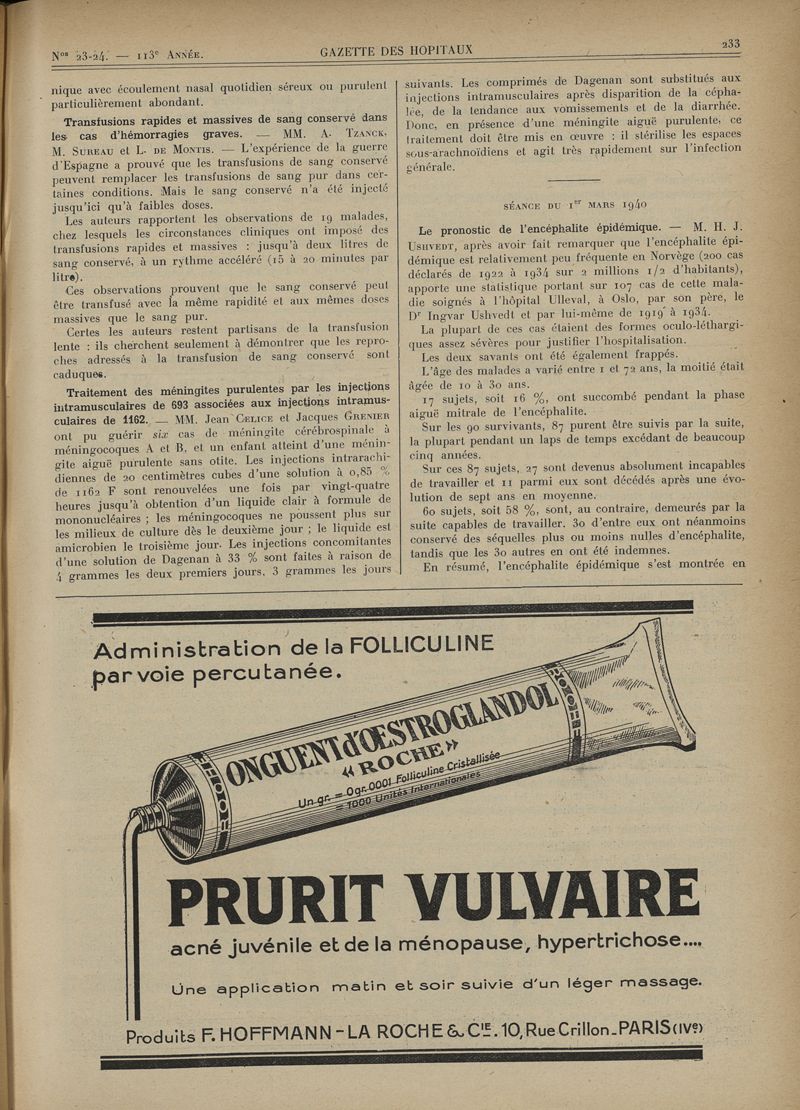 Nos 23-24. — 113e Année.
GAZETTE DES HOPITAUX
233
nique avec écoulement nasal quotidien séreux ou purulent
particulièrement abondant.
Transfusions rapides et massives de sang conservé dans
les cas d'hémorragies graves. — MM. A. Tzanck,
M. Sureau et L. de Montis. — L'expérience de la guerre
d'Espagne a prouvé que les transfusions de sang conservé
peuvent remplacer les transfusions de sang pur dans cer-
taines conditions. Mais le sang conservé n'a été injecté
jusqu'ici qu'à faibles doses.
Les auteurs rapportent les observations de 19 malades,
chez lesquels les circonstances cliniques ont imposé des
transfusions rapides et massives : jusqu'à deux litres de
sang conservé, à un rythme accéléré (15 à 20 minutes par
litre).
Ces observations prouvent que le sang conservé peut
être transfusé avec la même rapidité et aux mêmes doses
massives que le sang pur.
Certes les auteurs restent partisans de la transfusion
lente : ils cherchent seulement à démontrer que les repro-
ches adressés à la transfusion de sang conservé sont
caduques.
Traitement des méningites purulentes par les injections
intramusculaires de 693 associées aux injections intramus-
culaires de 1162. — MM. Jean Celice et Jacques Grenier
ont pu guérir six cas de méningite cérébrospinale à
méningocoques A et B, et un enfant atteint d'une ménin-
gite aiguë purulente sans otite. Les injections intrarachi-
diennes de 20 centimètres cubes d'une solution à 0,85 %
de 1162 F sont renouvelées une fois par vingt-quatre
heures jusqu'à obtention d'un liquide clair à formule de
mononucléaires ; les méningocoques ne poussent plus sur
les milieux de culture dès le deuxième jour ; le liquide est
amicrobien le troisième jour. Les injections concomitantes
d'une solution de Dagenan à 33 % sont faites à raison de
4 grammes les deux premiers jours, 3 grammes les jours
suivants. Les comprimés de Dagenan sont substitués aux
injections intramusculaires après disparition de la cépha-
lée, de la tendance aux vomissements et de la diarrhée.
Donc, en présence d'une méningite aiguë purulente, ce
traitement doit être mis en œuvre : il stérilise les espaces
sous-arachnoïdiens et agit très rapidement sur l'infection
générale.
SÉANCE DU 1er MARS 1940
Le pronostic de l'encéphalite épidémique. — M. H. J.
Ushvedt, après avoir fait remarquer que l'encéphalite épi-
démique est relativement peu fréquente en Norvège (200 cas
déclarés de 1922 à 1934 sur 2 millions 1/2 d'habitants),
apporte une statistique portant sur 107 cas de cette mala-
die soignés à l'hôpital Ulleval, à Oslo, par son père, le
Dr Ingvar Ushvedt et par lui-même de 1919 à 1934.
La plupart de ces cas étaient des formes oculo-léthargi-
ques assez sévères pour justifier l'hospitalisation.
Les deux savants ont été également frappés.
L'âge des malades a varié entre 1 et 72 ans, la moitié était
âgée de 10 à 30 ans.
17 sujets, soit 16 %, ont succombé pendant la phase
aiguë mitrale de l'encéphalite.
Sur les 90 survivants, 87 purent être suivis par la suite,
la plupart pendant un laps de temps excédant de beaucoup
cinq années.
Sur ces 87 sujets, 27 sont devenus absolument incapables
de travailler et 11 parmi eux sont décédés après une évo-
lution de sept ans en moyenne.
60 sujets, soit 58 %, sont, au contraire, demeurés par la
suite capables de travailler. 30 d'entre eux ont néanmoins
conservé des séquelles plus ou moins nulles d'encéphalite,
tandis que les 30 autres en ont été indemnes.
En résumé, l'encéphalite épidémique s'est montrée en
Administration de la FOLLICULINE
par voie percutanée.
ONGUENT d'ŒSTROGLANDOL
« ROCHE »
Un gr. = 0gr.0001 Folliculine Cristallisée
= 1000 Unités Internationales
PRURIT VULVAIRE
acné juvénile et de la ménopause, hypertrichose....
Une application matin et soir suivie d'un léger massage.
Produits F. HOFFMANN-LA ROCHE & CIE. 10, Rue Crillon_PARIS (IVe)